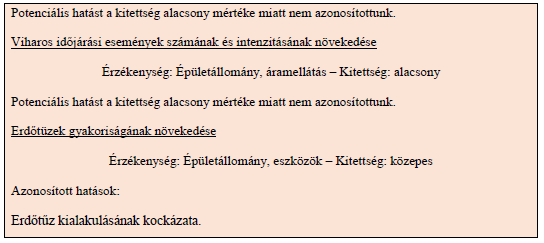 Potenciális hatást a kitettség alacsony mértéke miatt nem azonosítottunk.
Viharos időjárási események számának és intenzitásának növekedése
Érzékenység: Épületállomány, áramellátás – Kitettség: alacsony
Potenciális hatást a kitettség alacsony mértéke miatt nem azonosítottunk.
Erdőtüzek gyakoriságának növekedése
Érzékenység: Épületállomány, eszközök – Kitettség: közepes
Azonosított hatások:
Erdőtűz kialakulásának kockázata.